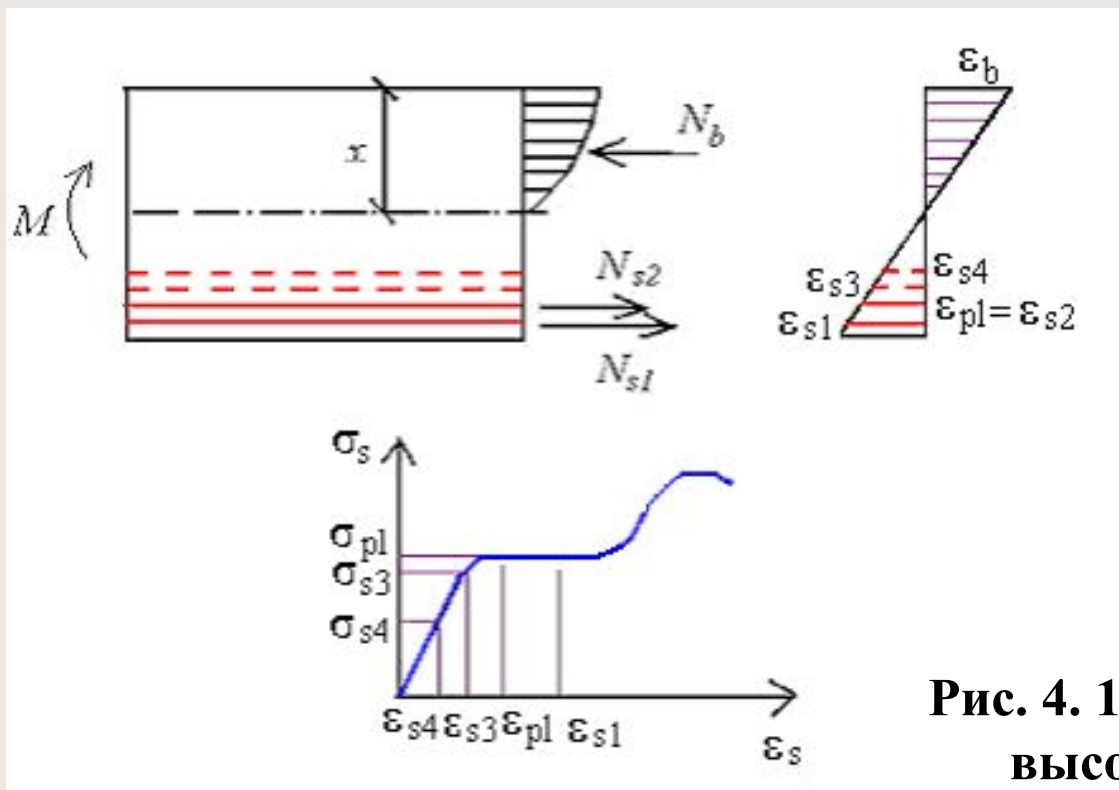 εb
x
Nb
M
Ns2
Ns1
εs3
εs4
εs1
εpl = εs2
σs
σpl
σs3
σs4
εs4 εs3 εpl εs1
εs
Рис. 4. 1
высо